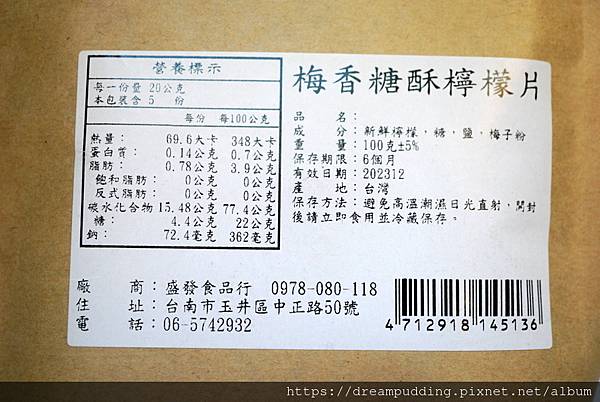 營養標示
每一份量 20公克
本包裝含 5 份
每份 每100公克
熱量： 69.6大卡 348大卡
蛋白質： 0.14公克 0.7公克
脂肪： 0.78公克 3.9公克
飽和脂肪： 0公克 0公克
反式脂肪： 0公克 0公克
碳水化合物 15.48公克 77.4公克
糖： 4.4公克 22公克
鈉： 72.4毫克 362毫克
梅香糖酥檸檬片
品名：
成分：新鮮檸檬，糖，鹽，梅子粉
重量：100克±5%
保存期限：6個月
有效日期：202312
產地：台灣
保存方法：避免高溫潮濕日光直射，開封
後請立即食用並冷藏保存。
廠商：盛發食品行 0978-080-118
住址：台南市玉井區中正路50號
電話：06-5742932
4 712918 145136
https://dreampudding.pixnet.net/album